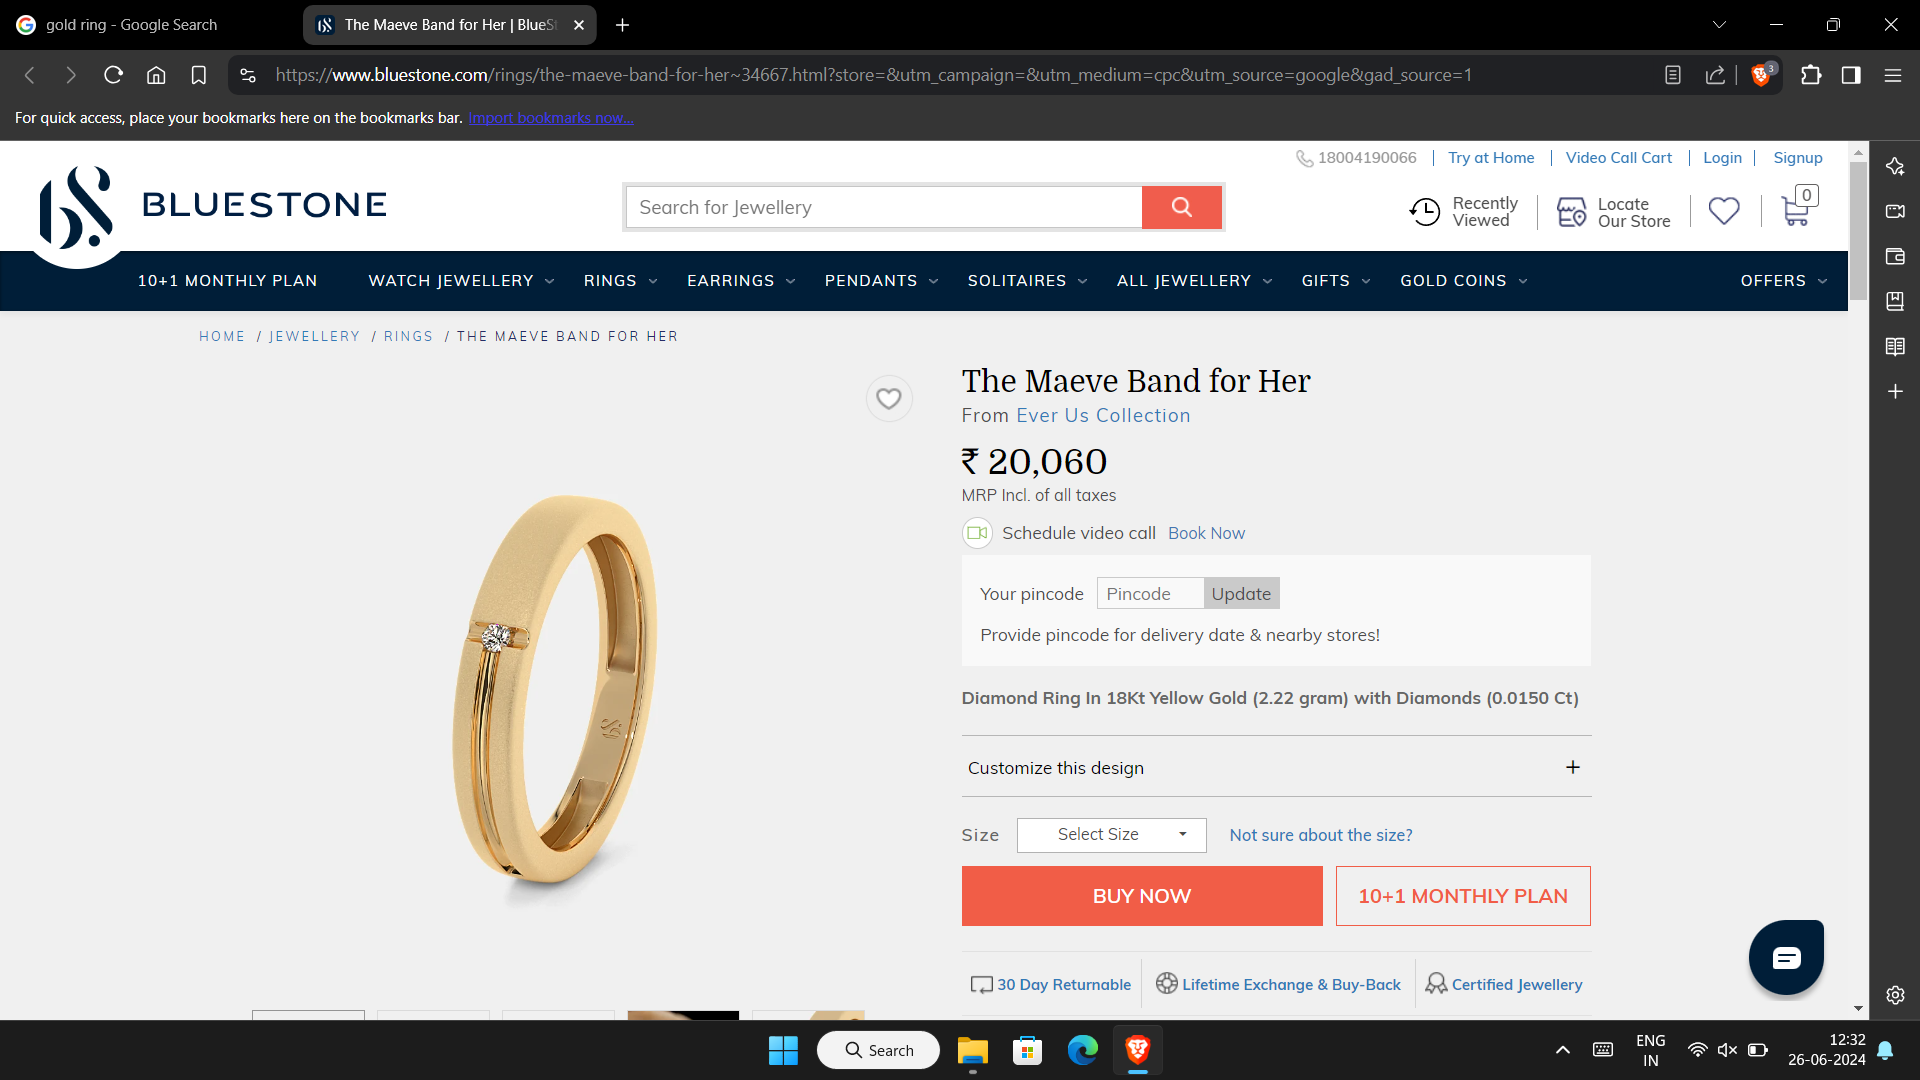 gold ring - Google Search
The Maeve Band for Her | BlueSt
https://www.bluestone.com/rings/the-maeve-band-for-her~34667.html?store=&utm_campaign=&utm_medium=cpc&utm_source=google&gad_source=1
3
For quick access, place your bookmarks here on the bookmarks bar. Import bookmarks now...
18004190066 Try at Home Video Call Cart Login Signup
BLUESTONE
Search for Jewellery
Recently Viewed
Locate Our Store
0
10+1 MONTHLY PLAN WATCH JEWELLERY RINGS EARRINGS PENDANTS SOLITAIRES ALL JEWELLERY GIFTS GOLD COINS OFFERS
HOME / JEWELLERY / RINGS / THE MAEVE BAND FOR HER
The Maeve Band for Her
From Ever Us Collection
₹ 20,060
MRP Incl. of all taxes
Schedule video call Book Now
Your pincode Pincode Update
Provide pincode for delivery date & nearby stores!
Diamond Ring In 18Kt Yellow Gold (2.22 gram) with Diamonds (0.0150 Ct)
Customize this design +
Size Select Size Not sure about the size?
BUY NOW 10+1 MONTHLY PLAN
30 Day Returnable Lifetime Exchange & Buy-Back Certified Jewellery
Search
ENG
IN
12:32
26-06-2024